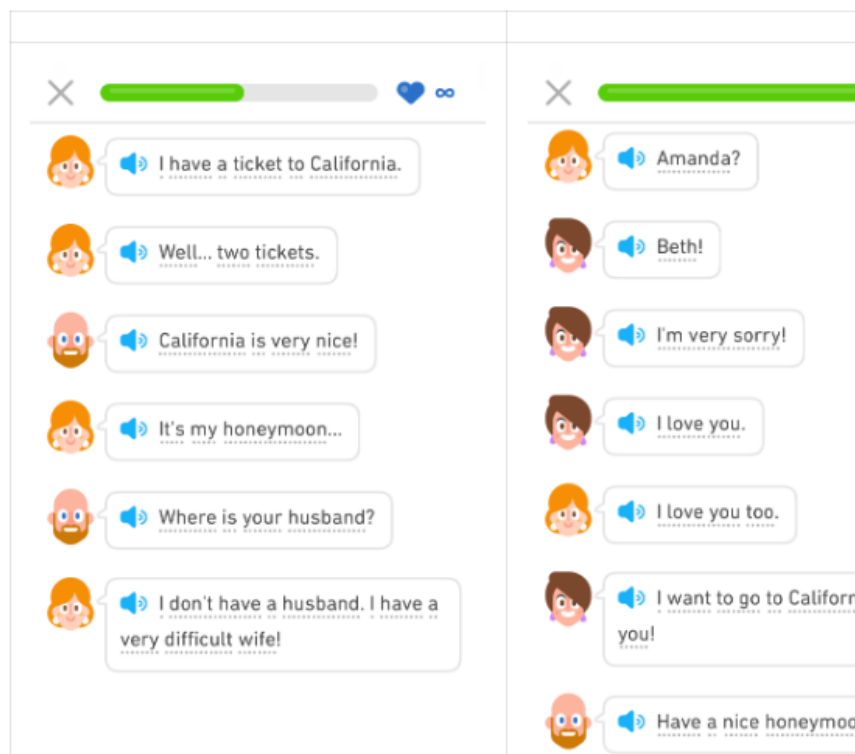 I have a ticket to California.
Well... two tickets.
California is very nice!
It's my honeymoon...
Where is your husband?
I don't have a husband. I have a
very difficult wife!
Amanda?
Beth!
I'm very sorry!
I love you.
I love you too.
I want to go to
you!
Have a nice